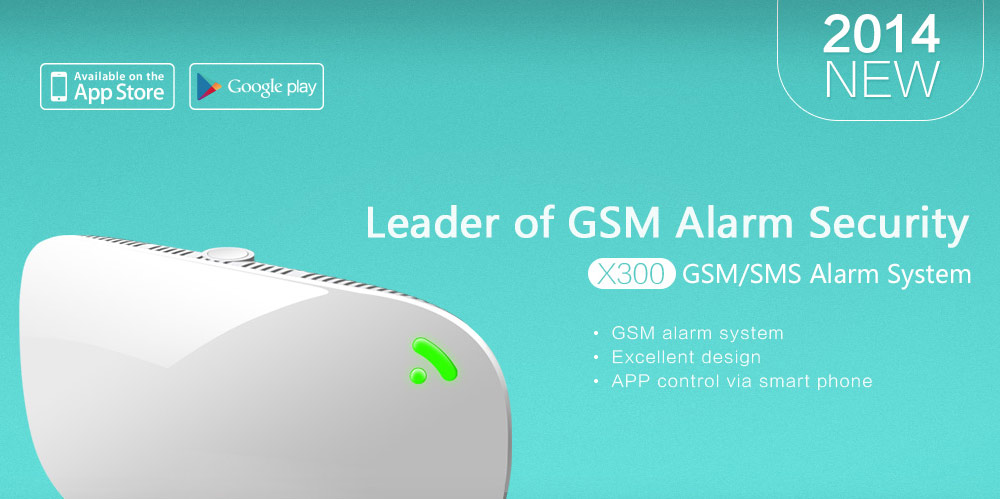 Available on the
App Store
Google play
2014
NEW
Leader of GSM Alarm Security
X300 GSM/SMS Alarm System
• GSM alarm system
• Excellent design
• APP control via smart phone